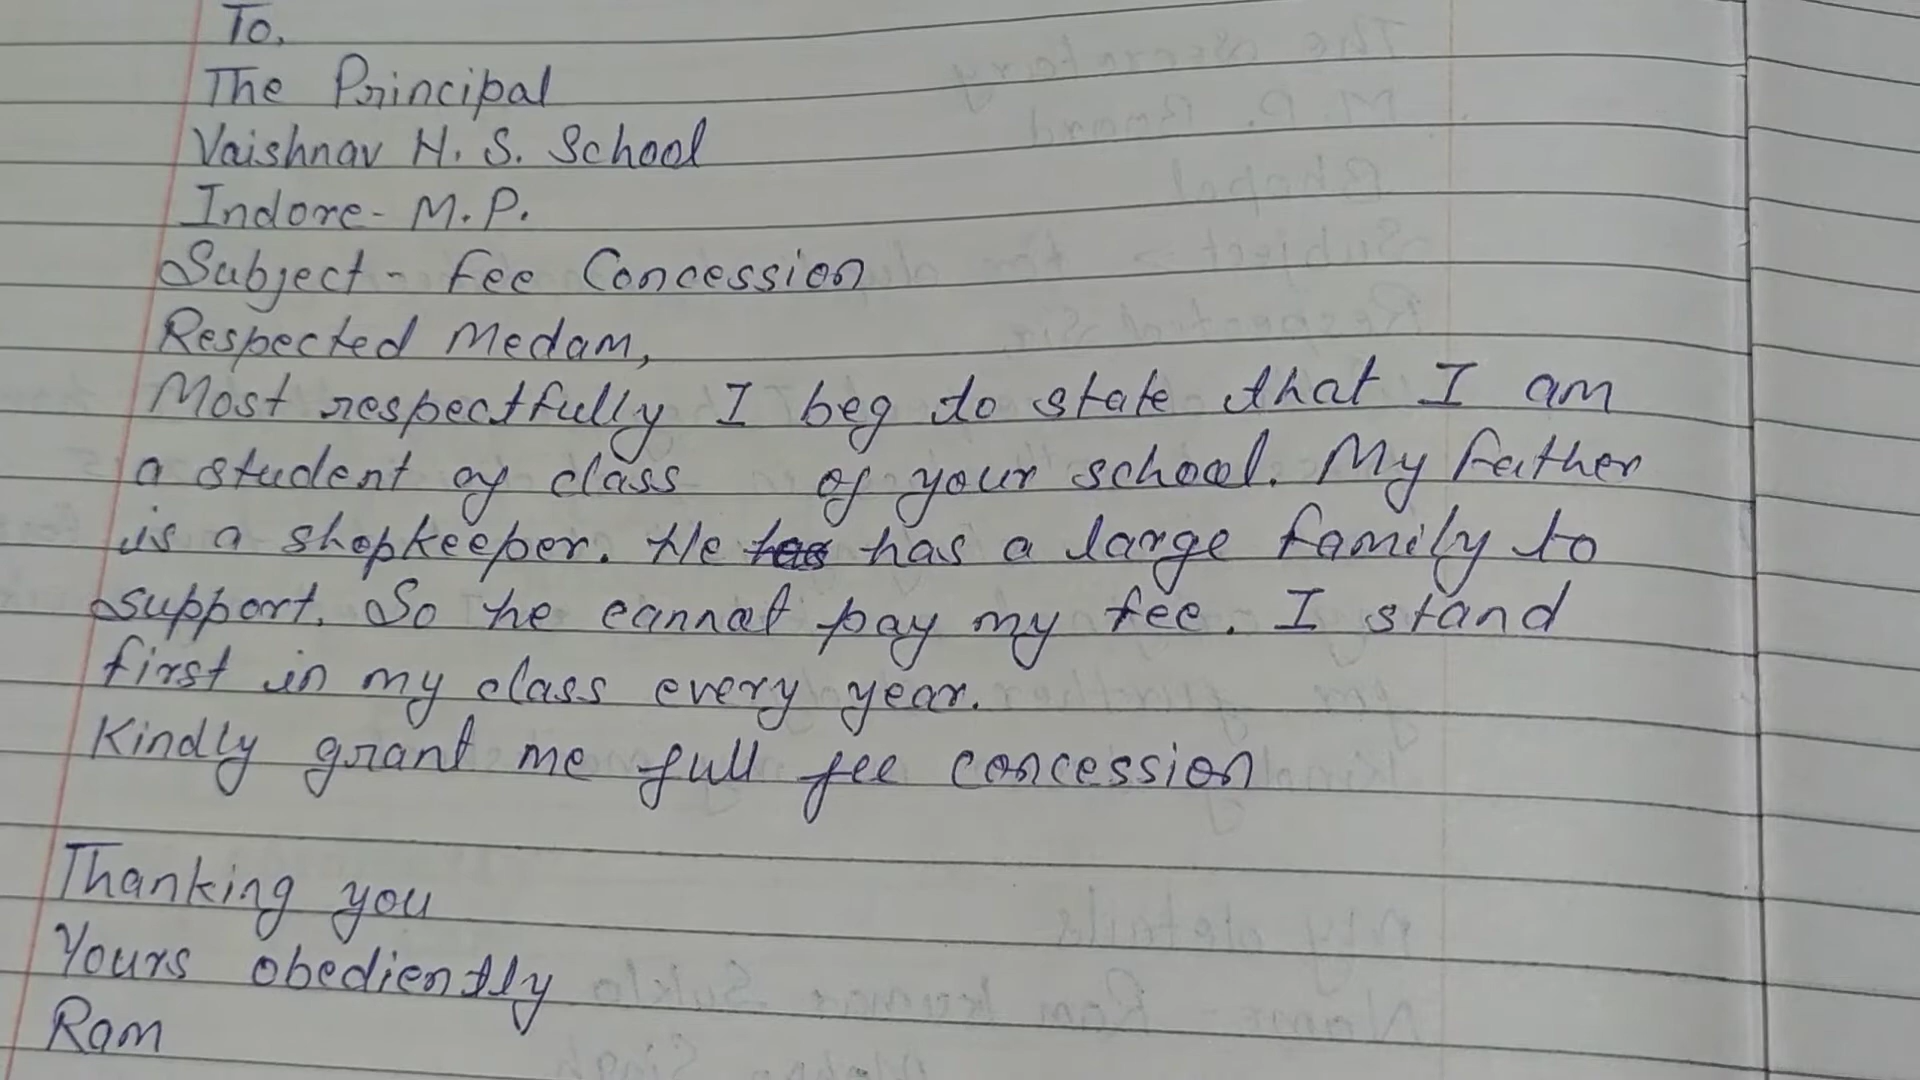 To,
The Principal
Vaishnav H. S. School
Indore - M.P.
Subject - Fee Concession
Respected Medam,
Most respectfully I beg to state that I am
a student of class of your school. My father
is a shopkeeper. He has a large family to
support. So he cannot pay my fee. I stand
first in my class every year.
Kindly grant me full fee concession
Thanking you
Yours obediently
Ram